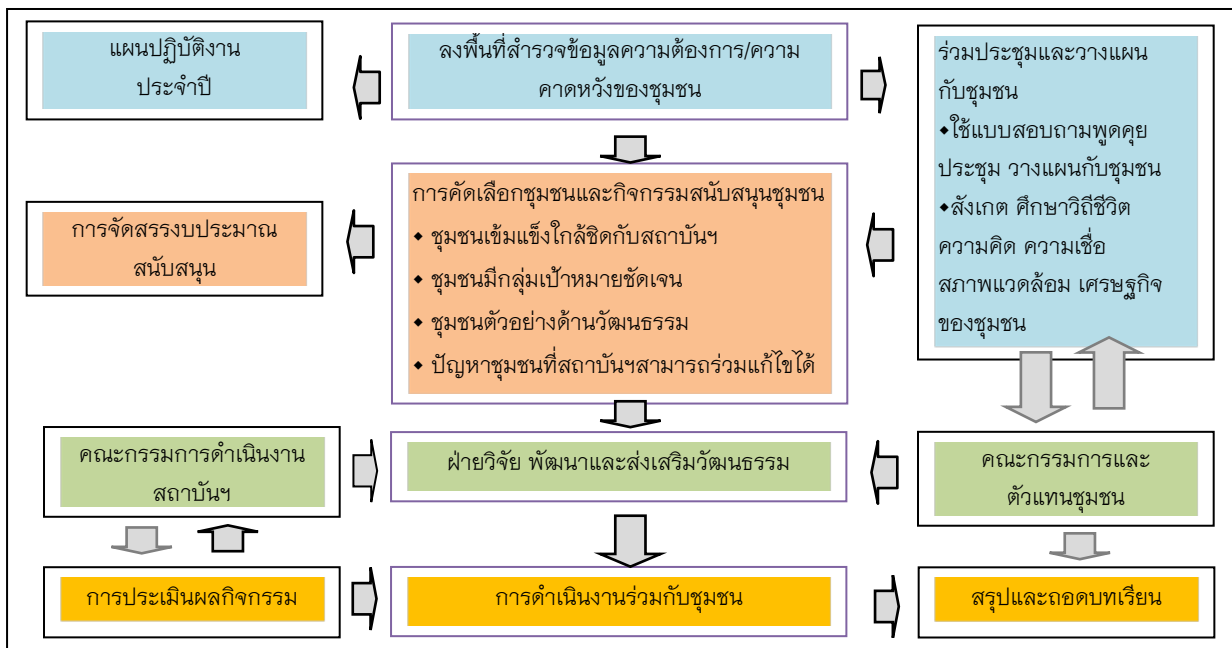 แผนปฏิบัติงาน
ประจำปี
ลงพื้นที่สำรวจข้อมูลความต้องการ/ความ
คาดหวังของชุมชน
ร่วมประชุมและวางแผน
กับชุมชน
◆ใช้แบบสอบถามพูดคุย
ประชุม วางแผนกับชุมชน
◆สังเกต ศึกษาวิถีชีวิต
ความคิด ความเชื่อ
สภาพแวดล้อม เศรษฐกิจ
ของชุมชน
การจัดสรรงบประมาณ
สนับสนุน
การคัดเลือกชุมชนและกิจกรรมสนับสนุนชุมชน
◆ ชุมชนเข้มแข็งใกล้ชิดกับสถาบันฯ
◆ ชุมชนมีกลุ่มเป้าหมายชัดเจน
◆ ชุมชนตัวอย่างด้านวัฒนธรรม
◆ ปัญหาชุมชนที่สถาบันฯสามารถร่วมแก้ไขได้
คณะกรรมการดำเนินงาน
สถาบันฯ
ฝ่ายวิจัย พัฒนาและส่งเสริมวัฒนธรรม
คณะกรรมการและ
ตัวแทนชุมชน
การประเมินผลกิจกรรม
การดำเนินงานร่วมกับชุมชน
สรุปและถอดบทเรียน